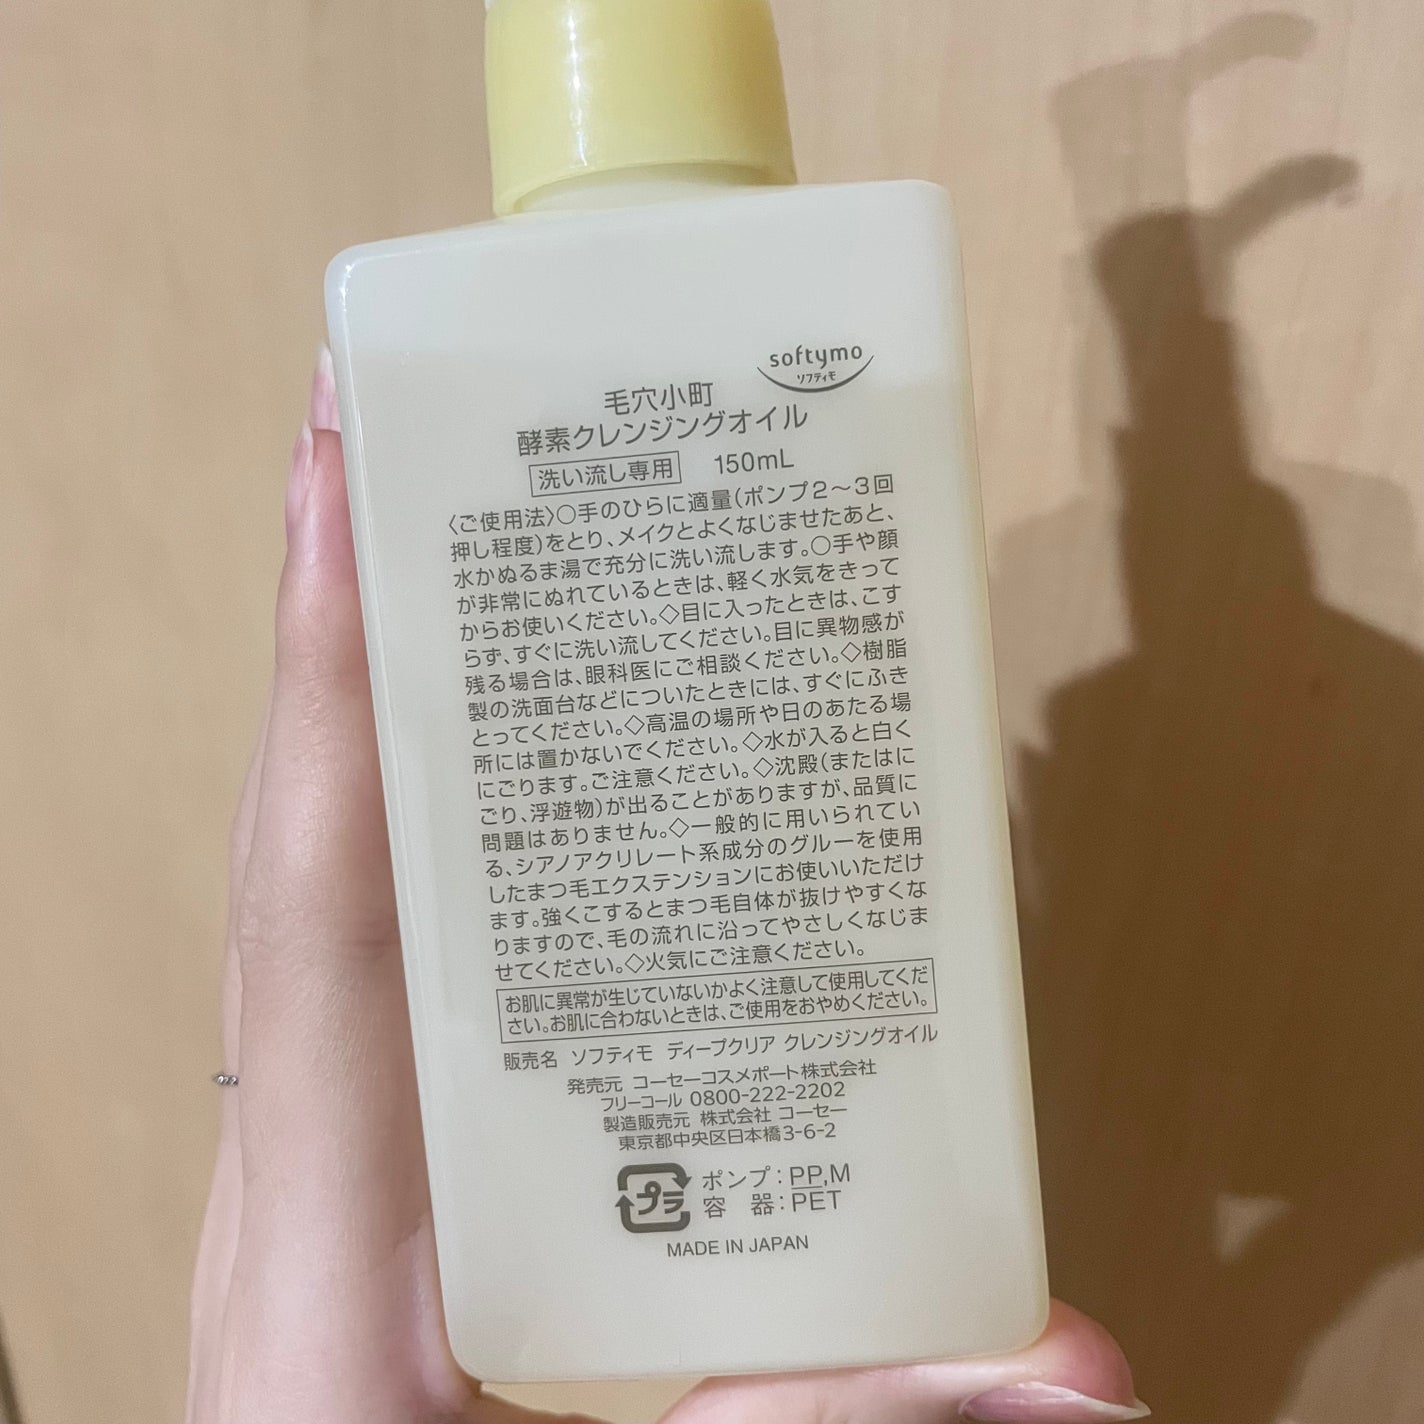 softymo
ソフティモ
毛穴小町
酵素クレンジングオイル
洗い流し専用 150mL
〈ご使用法〉○手のひらに適量(ポンプ2～3回
押し程度)をとり、メイクとよくなじませたあと、
水かぬるま湯で充分に洗い流します。○手や顔
が非常にぬれているときは、軽く水気をきって
からお使いください。◇目に入ったときは、こす
らず、すぐに洗い流してください。目に異物感が
残る場合は、眼科医にご相談ください。◇樹脂
製の洗面台などについたときには、すぐにふき
とってください。◇高温の場所や日のあたる場
所には置かないでください。◇水が入ると白く
にごります。ご注意ください。◇沈殿(またはに
ごり、浮遊物)が出ることがありますが、品質に
問題はありません。◇一般的に用いられてい
る、シアノアクリレート系成分のグルーを使用
したまつ毛エクステンションにお使いいただけ
ます。強くこするとまつ毛自体が抜けやすくな
りますので、毛の流れに沿ってやさしくなじま
せてください。◇火気にご注意ください。
お肌に異常が生じていないかよく注意して使用してくだ
さい。お肌に合わないときは、ご使用をおやめください。
販売名 ソフティモ ディープクリア クレンジングオイル
発売元 コーセーコスメポート株式会社
フリーコール 0800-222-2202
製造販売元 株式会社 コーセー
東京都中央区日本橋3-6-2
プラ ポンプ：PP,M
容 器：PET
MADE IN JAPAN